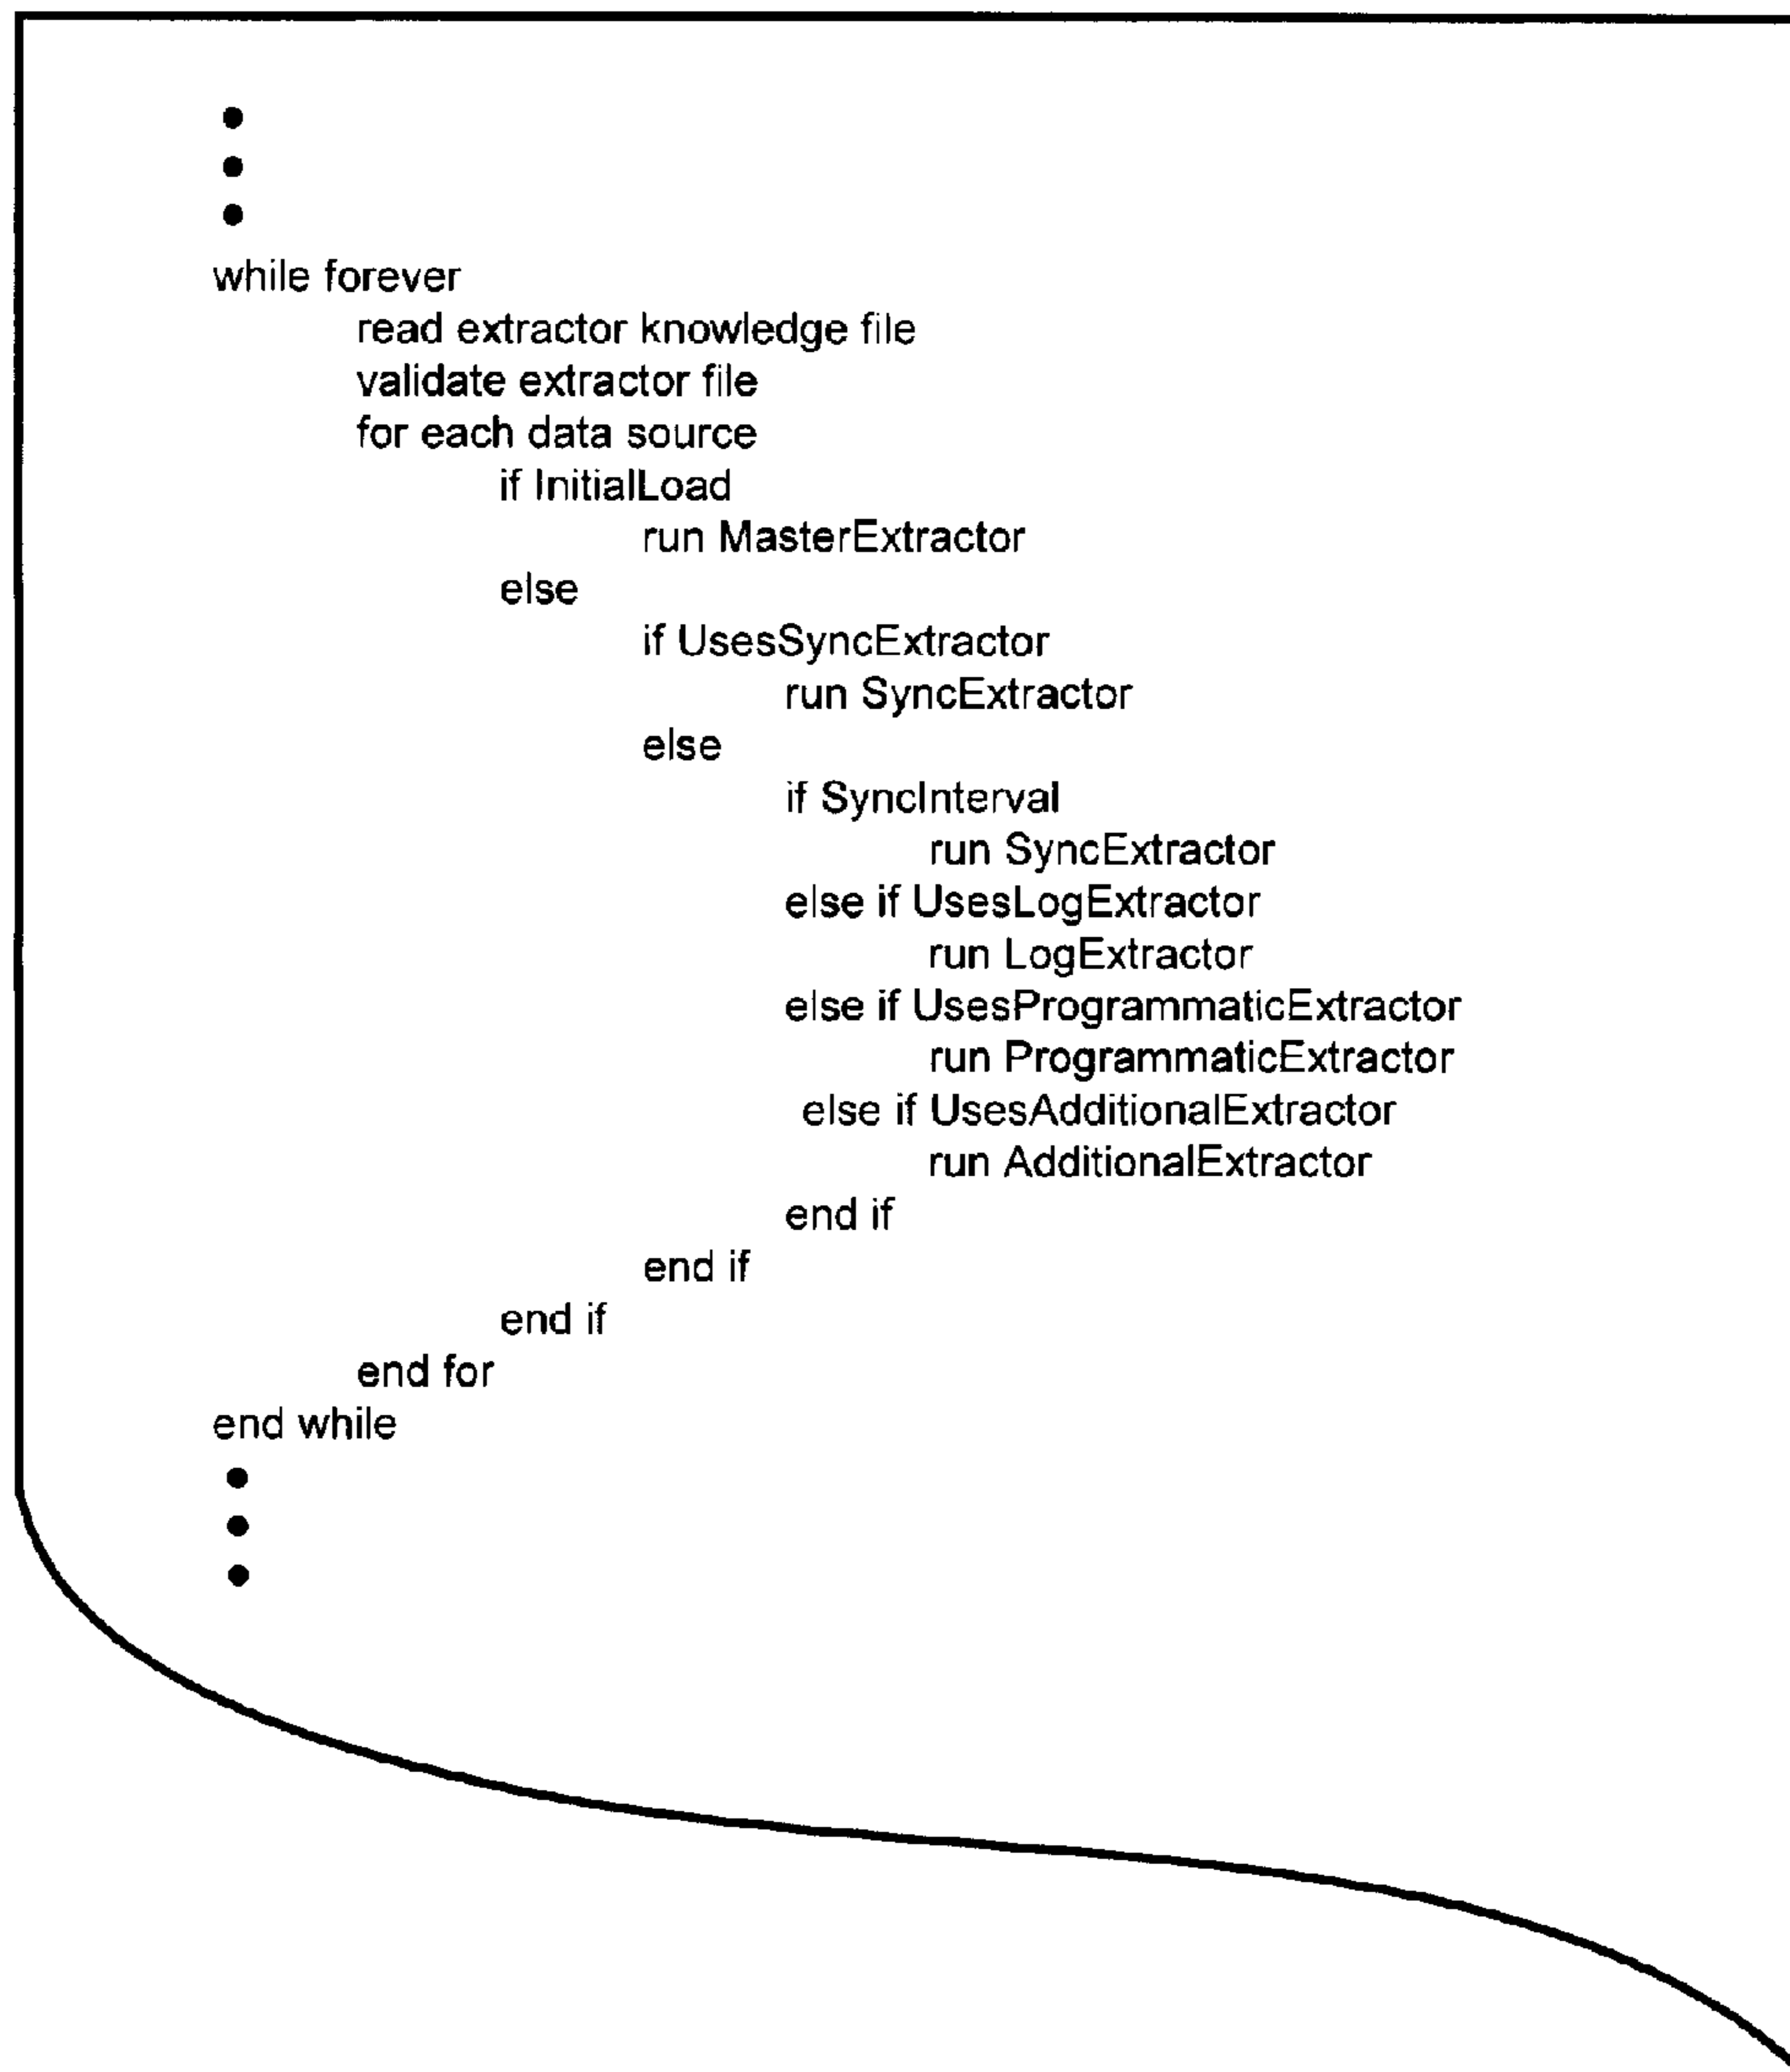 while forever
read extractor knowledge file
validate extractor file
for each data source
if InitialLoad
run MasterExtractor
else
if UsesSyncExtractor
run SyncExtractor
else
if SyncInterval
run SyncExtractor
else if UsesLogExtractor
run LogExtractor
else if UsesProgrammaticExtractor
run ProgrammaticExtractor
else if UsesAdditionalExtractor
run AdditionalExtractor
end if
end if
end if
end for
end while